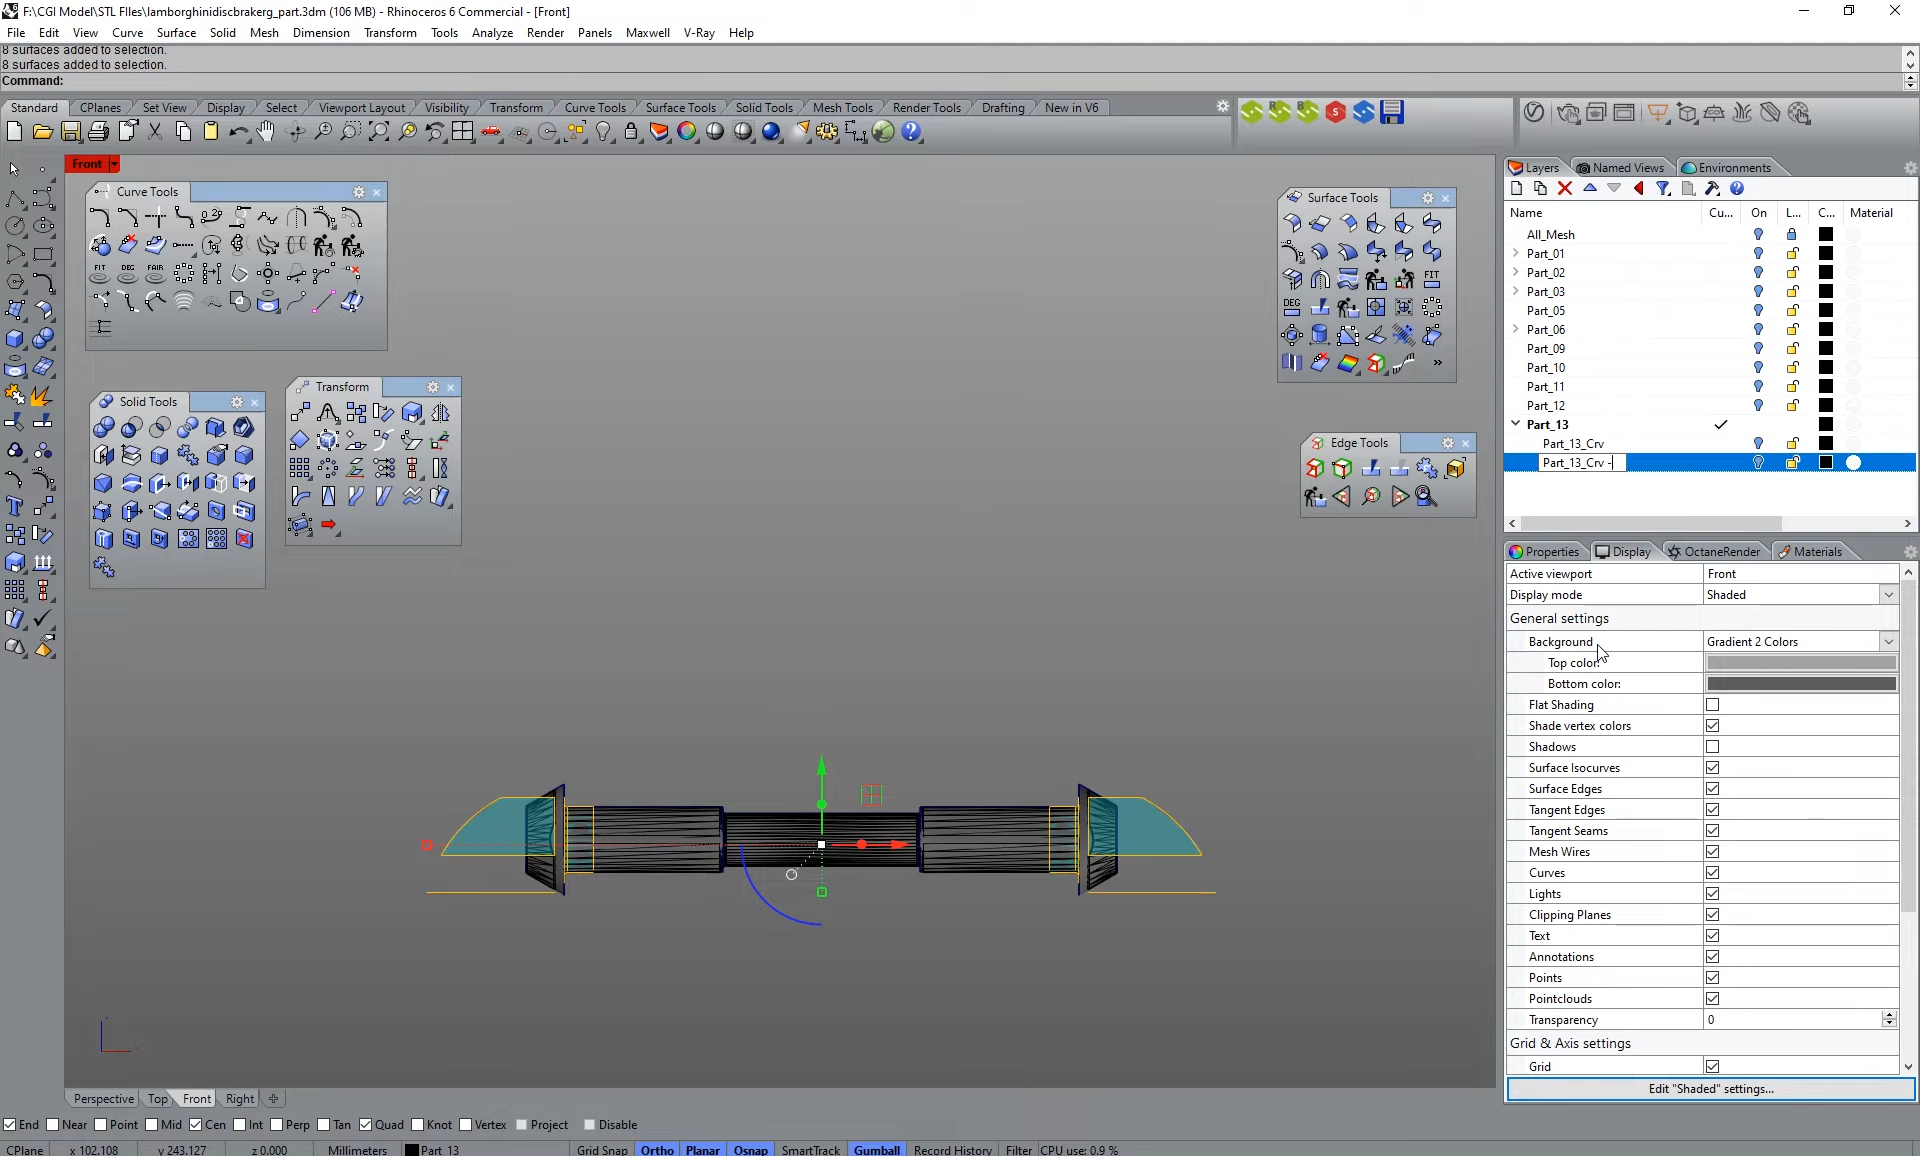 F:\CGI Model\STL FIles\lamborghinidiscbrakerg_part.3dm (106 MB) - Rhinoceros 6 Commercial - [Front]
File Edit View Curve Surface Solid Mesh Dimension Transform Tools Analyze Render Panels Maxwell V-Ray Help
8 surfaces added to selection.
8 surfaces added to selection.
Command:
Standard CPlanes Set View Display Select Viewport Layout Visibility Transform Curve Tools Surface Tools Solid Tools Mesh Tools Render Tools Drafting New in V6
Front
Curve Tools
FIT DEG FAIR
Surface Tools
FIT
DEG
Solid Tools
Transform
Edge Tools
Layers Named Views Environments
Name Cu... On L... C... Material
All_Mesh
Part_01
Part_02
Part_03
Part_05
Part_06
Part_09
Part_10
Part_11
Part_12
Part_13
Part_13_Crv
Part_13_Crv -
Properties Display OctaneRender Materials
Active viewport Front
Display mode Shaded
General settings
Background Gradient 2 Colors
Top color:
Bottom color:
Flat Shading
Shade vertex colors
Shadows
Surface Isocurves
Surface Edges
Tangent Edges
Tangent Seams
Mesh Wires
Curves
Lights
Clipping Planes
Text
Annotations
Points
Pointclouds
Transparency 0
Grid & Axis settings
Grid
Edit "Shaded" settings...
Perspective Top Front Right
End Near Point Mid Cen Int Perp Tan Quad Knot Vertex Project Disable
CPlane x 102.108 y 243.127 z 0.000 Millimeters Part_13 Grid Snap Ortho Planar Osnap SmartTrack Gumball Record History Filter CPU use: 0.9 %